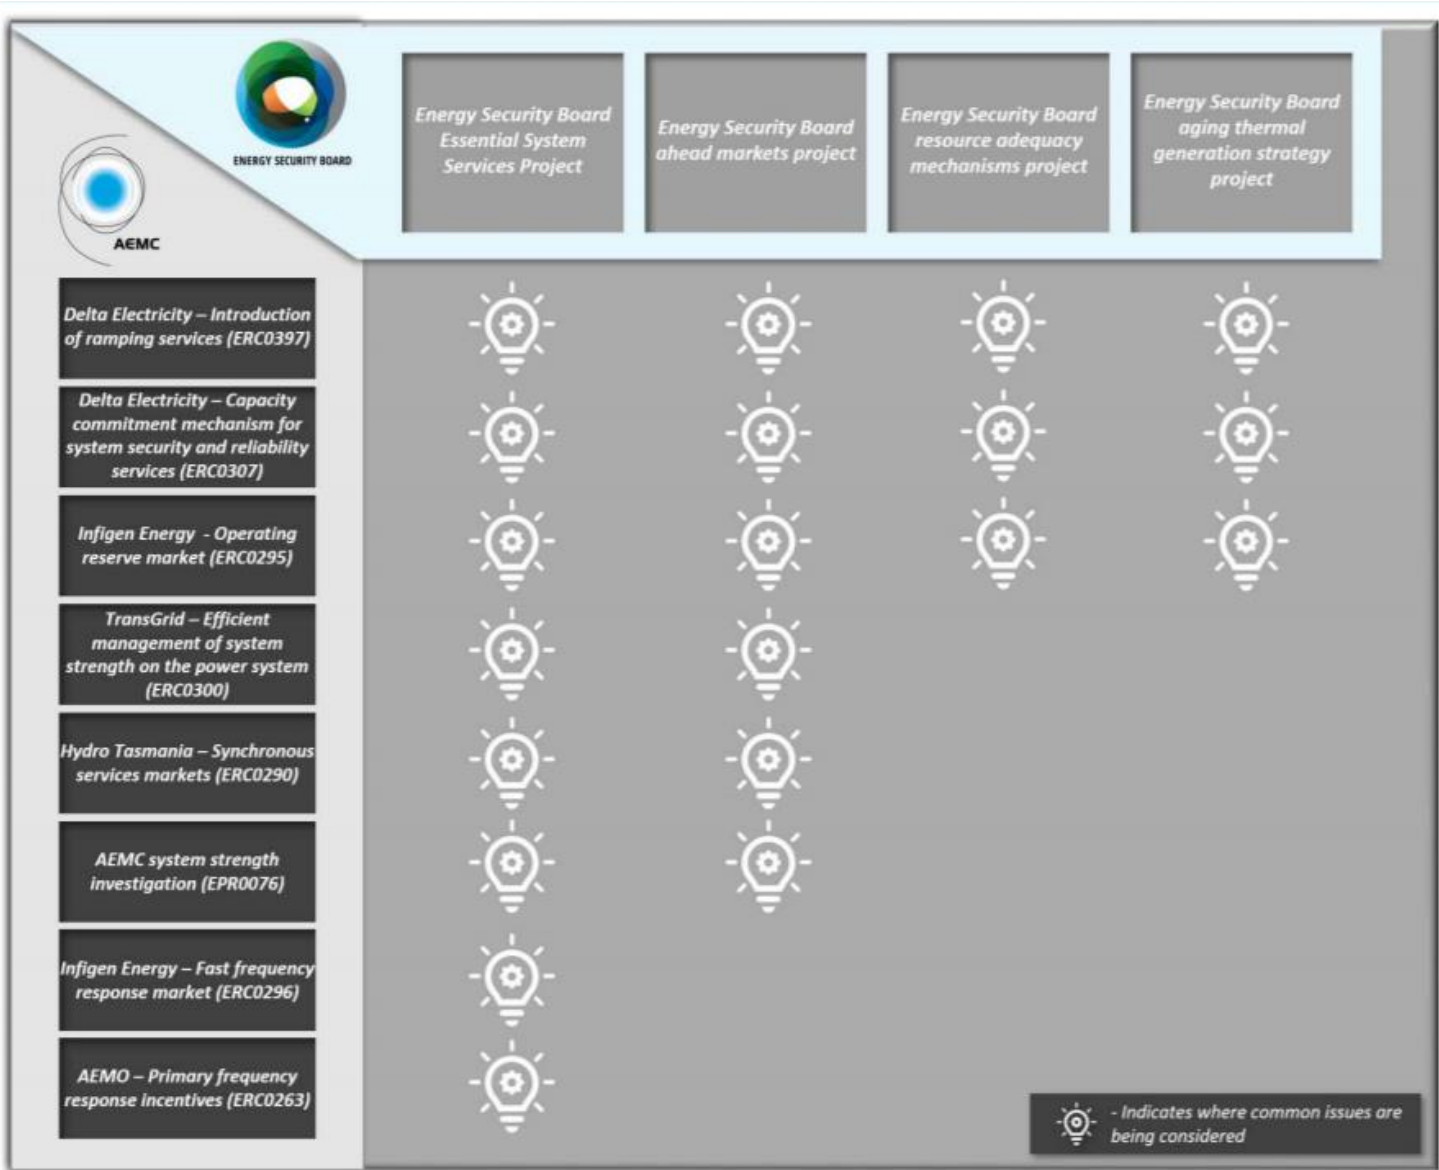 ENERGY SECURITY BOARD
AEMC
Energy Security Board
Essential System
Services Project
Energy Security Board
ahead markets project
Energy Security Board
resource adequacy
mechanisms project
Energy Security Board
aging thermal
generation strategy
project
Delta Electricity – Introduction
of ramping services (ERC0397)
Delta Electricity – Capacity
commitment mechanism for
system security and reliability
services (ERC0307)
Infigen Energy - Operating
reserve market (ERC0295)
TransGrid – Efficient
management of system
strength on the power system
(ERC0300)
Hydro Tasmania – Synchronous
services markets (ERC0290)
AEMC system strength
investigation (EPR0076)
Infigen Energy – Fast frequency
response market (ERC0296)
AEMO – Primary frequency
response incentives (ERC0263)
- Indicates where common issues are
being considered